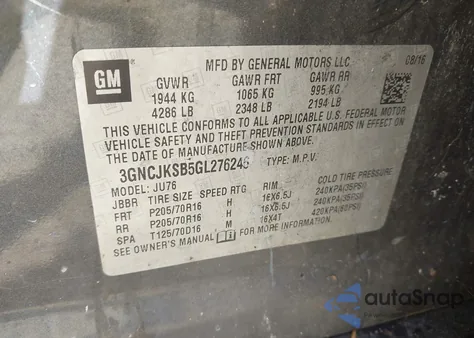 GM
MFD BY GENERAL MOTORS LLC
08/16
GVWR GAWR FRT GAWR RR
1944 KG 1065 KG 995 KG
4286 LB 2348 LB 2194 LB
THIS VEHICLE CONFORMS TO ALL APPLICABLE U.S. FEDERAL MOTOR
VEHICLE SAFETY AND THEFT PREVENTION STANDARDS IN EFFECT ON
THE DATE OF MANUFACTURE SHOWN ABOVE.
3GNCJKSB5GL276246 TYPE: M.P.V.
MODEL: JU76
JBBR TIRE SIZE SPEED RTG RIM COLD TIRE PRESSURE
FRT P205/70R16 H 16X6.5J 240KPA(35PSI)
RR P205/70R16 H 16X6.5J 240KPA(35PSI)
SPA T125/70D16 M 16X4T 420KPA(60PSI)
SEE OWNER'S MANUAL FOR MORE INFORMATION
autoSnap